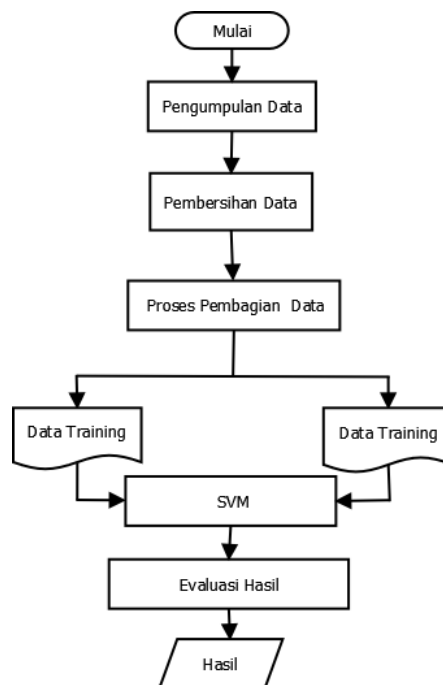 Mulai
Pengumpulan Data
Pembersihan Data
Proses Pembagian Data
Data Training
Data Training
SVM
Evaluasi Hasil
Hasil